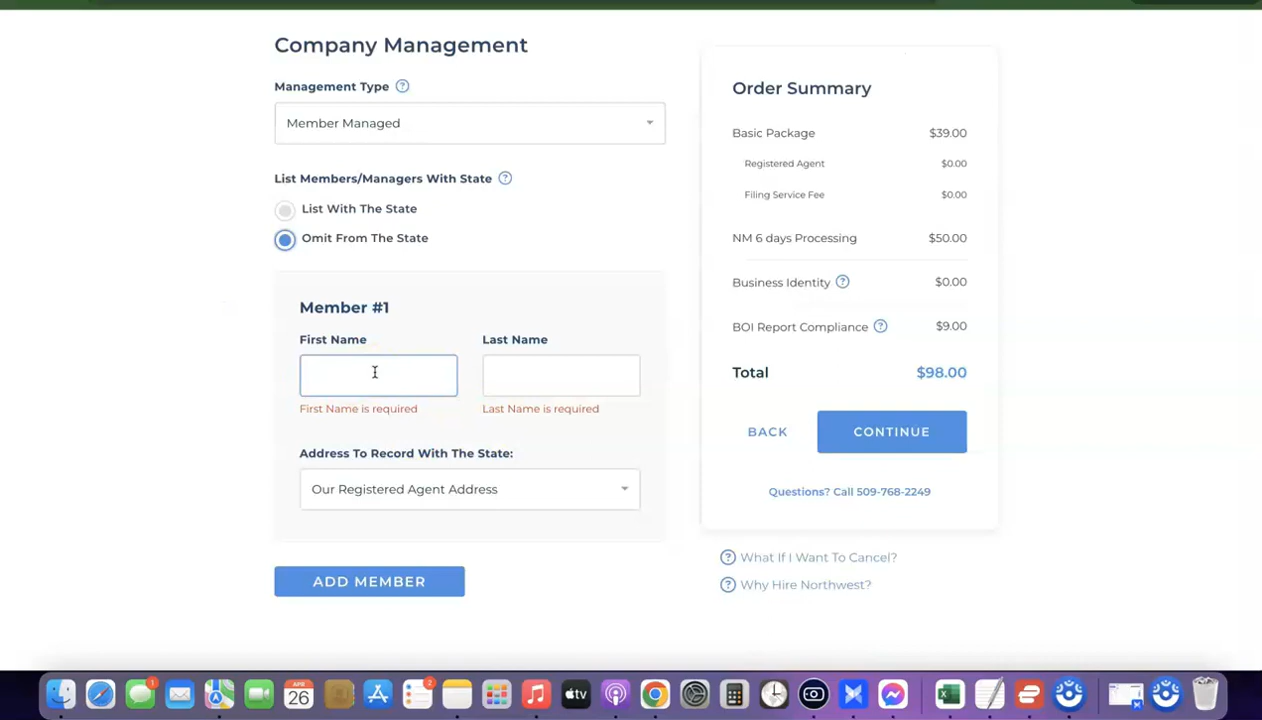 Company Management
Management Type ?
Member Managed
List Members/Managers With State ?
List With The State
Omit From The State
Member #1
First Name
Last Name
First Name is required
Last Name is required
Address To Record With The State:
Our Registered Agent Address
ADD MEMBER
Order Summary
Basic Package $39.00
Registered Agent $0.00
Filing Service Fee $0.00
NM 6 days Processing $50.00
Business Identity ? $0.00
BOI Report Compliance ? $9.00
Total $98.00
BACK CONTINUE
Questions? Call 509-768-2249
? What If I Want To Cancel?
? Why Hire Northwest?
1
APR
26
2
tv